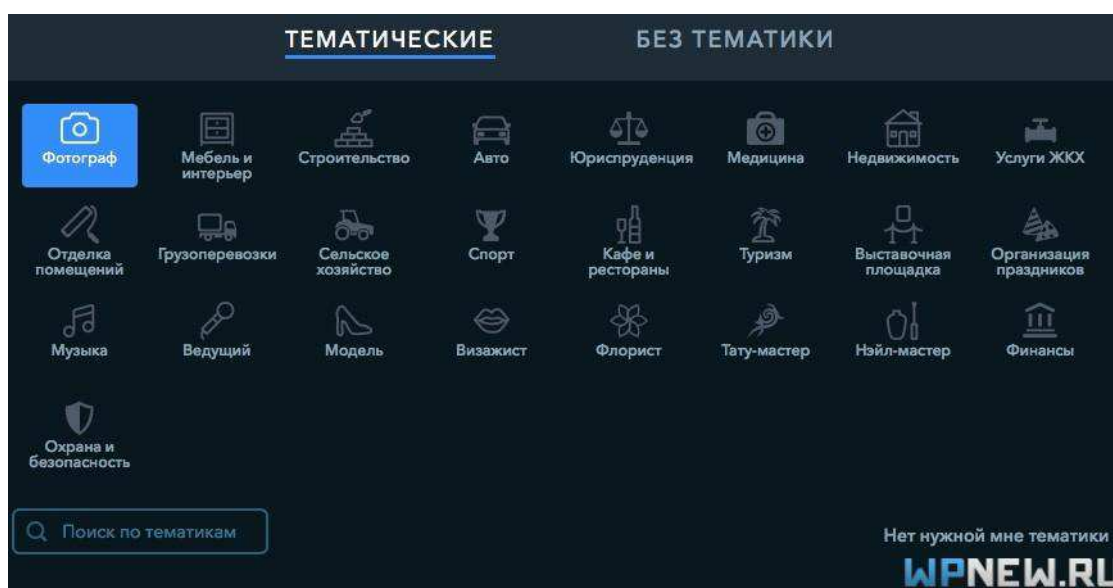 ТЕМАТИЧЕСКИЕ БЕЗ ТЕМАТИКИ
Фотограф Мебель и интерьер Строительство Авто Юриспруденция Медицина Недвижимость Услуги ЖКХ
Отделка помещений Грузоперевозки Сельское хозяйство Спорт Кафе и рестораны Туризм Выставочная площадка Организация праздников
Музыка Ведущий Модель Визажист Флорист Тату-мастер Нэйл-мастер Финансы
Охрана и безопасность
Поиск по тематикам
Нет нужной мне тематики
WPNEW.RU